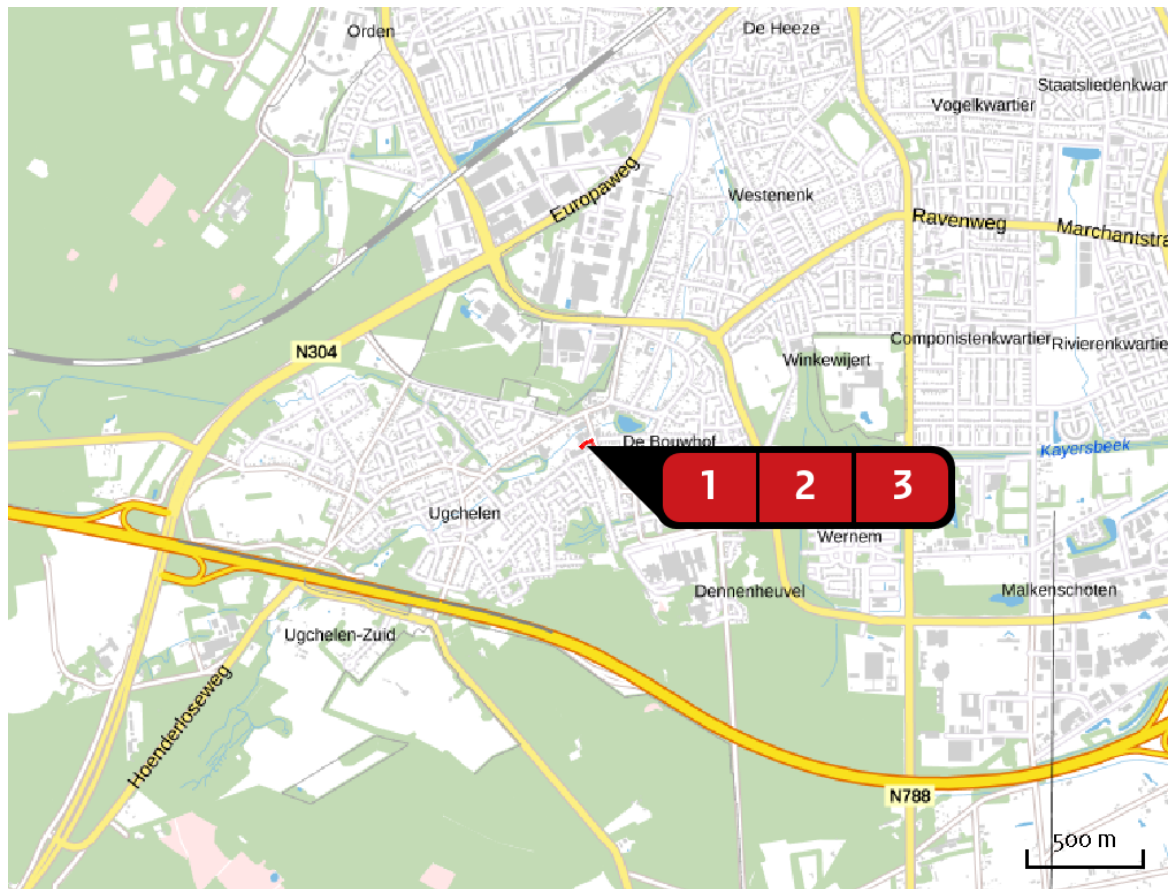 Orden
De Heeze
Staatsliedenkwar
Vogelkwartier
Europaweg
Westenenk
Ravenweg
Marchantstra
N304
Componistenkwartier
Rivierenkwartie
Winkewijert
De Bouwhof
Kayersbeek
1 2 3
Ugchelen
Wernem
Dennenheuvel
Malkenschoten
Ugchelen-Zuid
Hoenderloseweg
N788
500 m